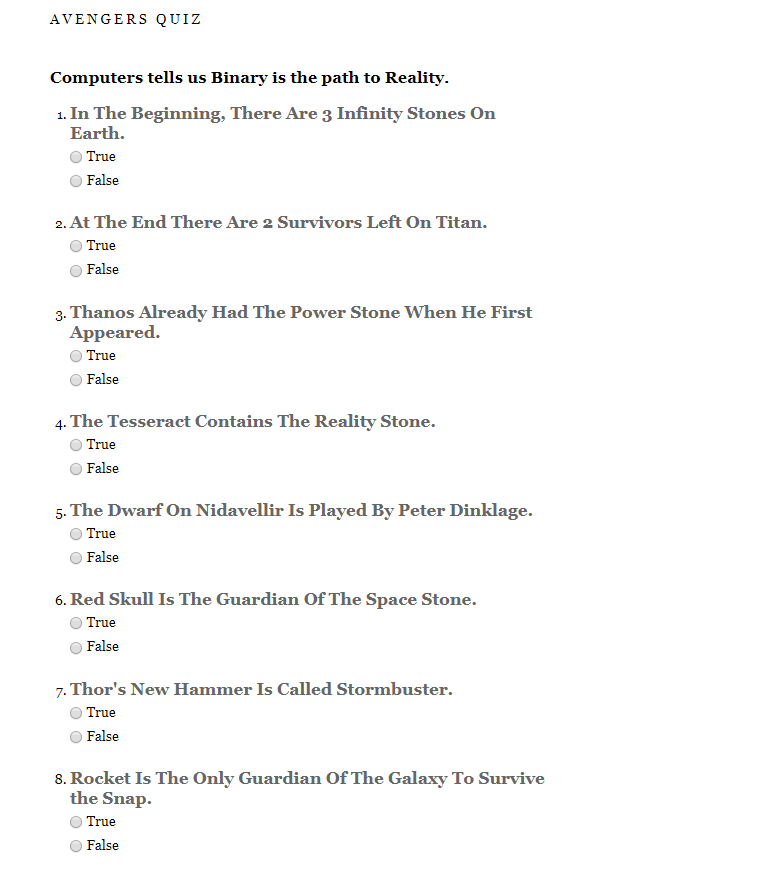 AVENGERS QUIZ
Computers tells us Binary is the path to Reality.
1. In The Beginning, There Are 3 Infinity Stones On
Earth.
True
False
2. At The End There Are 2 Survivors Left On Titan.
True
False
3. Thanos Already Had The Power Stone When He First
Appeared.
True
False
4. The Tesseract Contains The Reality Stone.
True
False
5. The Dwarf On Nidavellir Is Played By Peter Dinklage.
True
False
6. Red Skull Is The Guardian Of The Space Stone.
True
False
7. Thor's New Hammer Is Called Stormbuster.
True
False
8. Rocket Is The Only Guardian Of The Galaxy To Survive
the Snap.
True
False